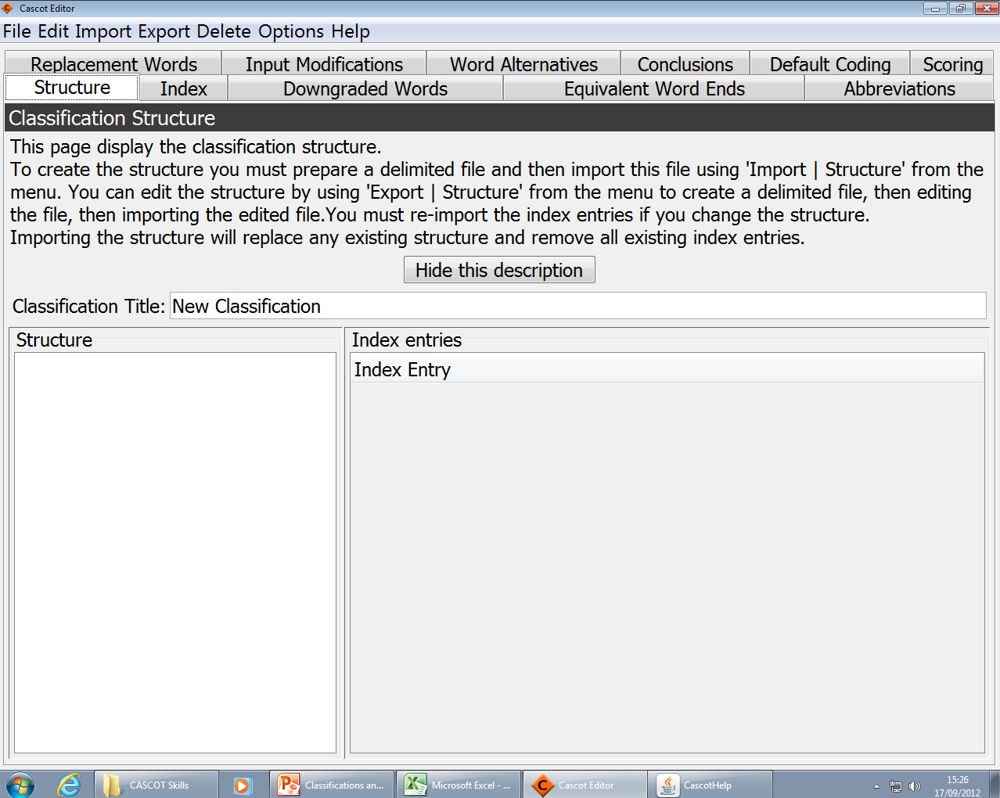 Cascot Editor
File Edit Import Export Delete Options Help
Replacement Words Input Modifications Word Alternatives Conclusions Default Coding Scoring
Structure Index Downgraded Words Equivalent Word Ends Abbreviations
Classification Structure
This page display the classification structure.
To create the structure you must prepare a delimited file and then import this file using 'Import | Structure' from the
menu. You can edit the structure by using 'Export | Structure' from the menu to create a delimited file, then editing
the file, then importing the edited file.You must re-import the index entries if you change the structure.
Importing the structure will replace any existing structure and remove all existing index entries.
Hide this description
Classification Title: New Classification
Structure Index entries
Index Entry
CASCOT Skills Classifications an... Microsoft Excel - ... Cascot Editor CascotHelp 15:26
17/09/2012